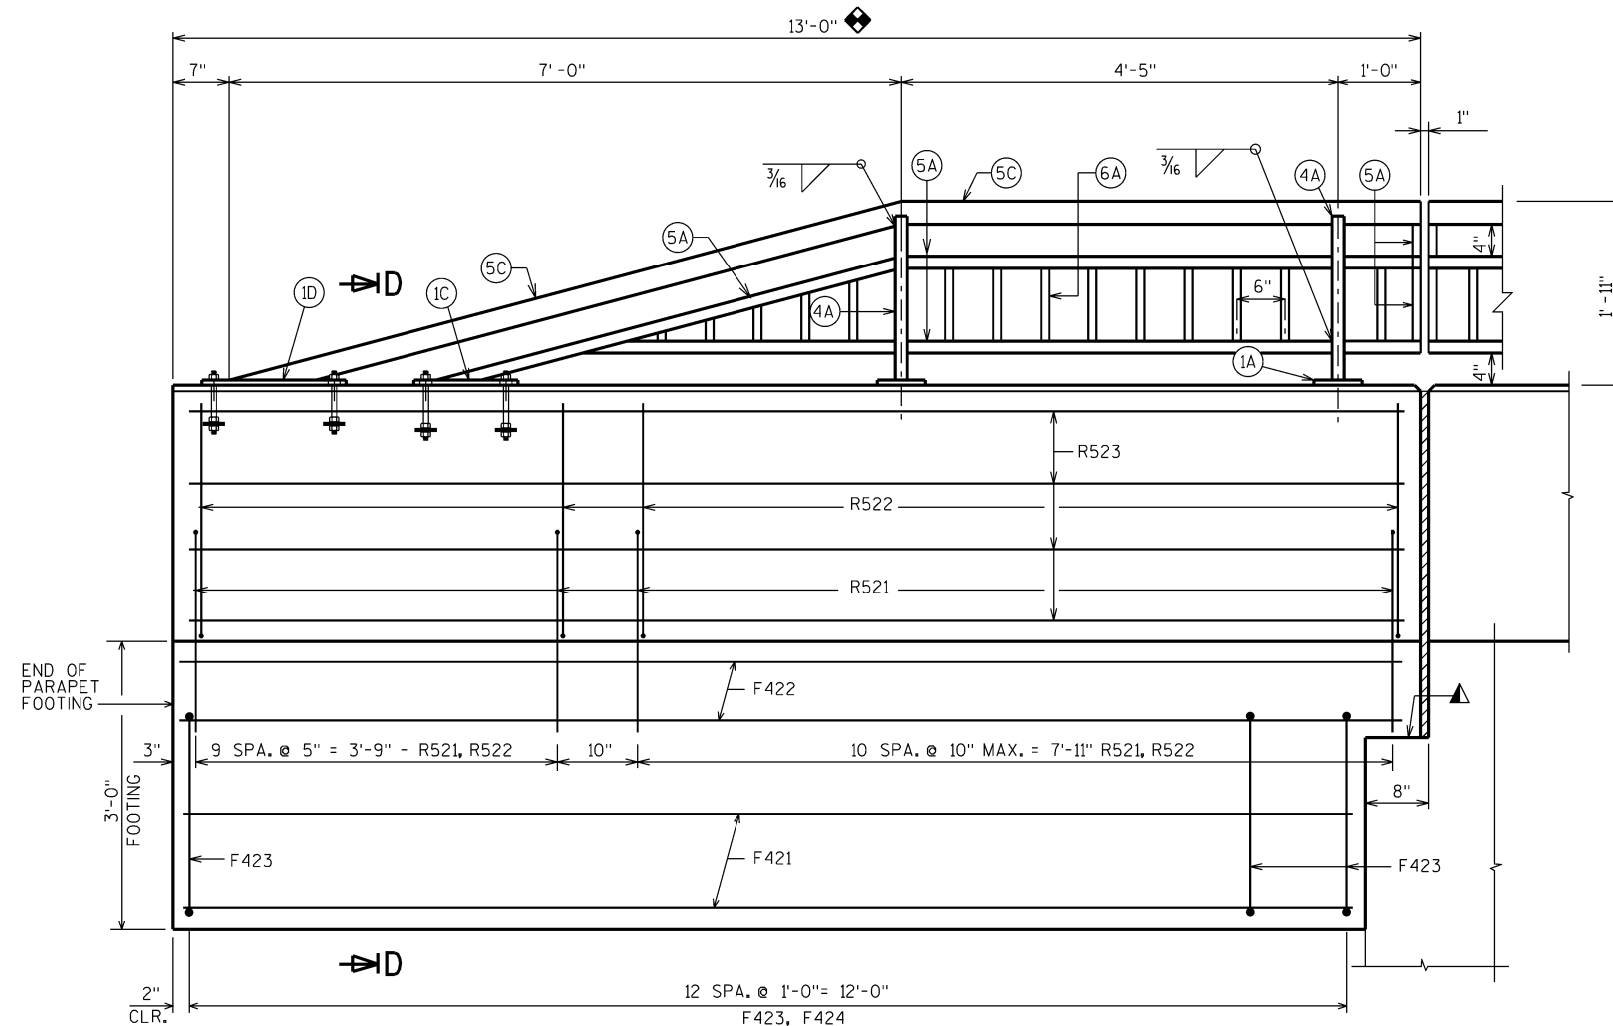 13'-0"
7"
7'-0"
4'-5"
1'-0"
1"
3/16
5A
5C
6A
3/16
4A
5A
5A
4"
5C
D
1D
1C
6"
4A
1'-11"
1A
4"
R523
R522
R521
END OF
PARAPET
FOOTING
F422
3"
9 SPA. @ 5" = 3'-9" - R521, R522
10"
10 SPA. @ 10" MAX. = 7'-11" R521, R522
8"
3'-0"
FOOTING
F423
F421
F423
D
2"
CLR.
12 SPA. @ 1'-0"= 12'-0"
F423, F424